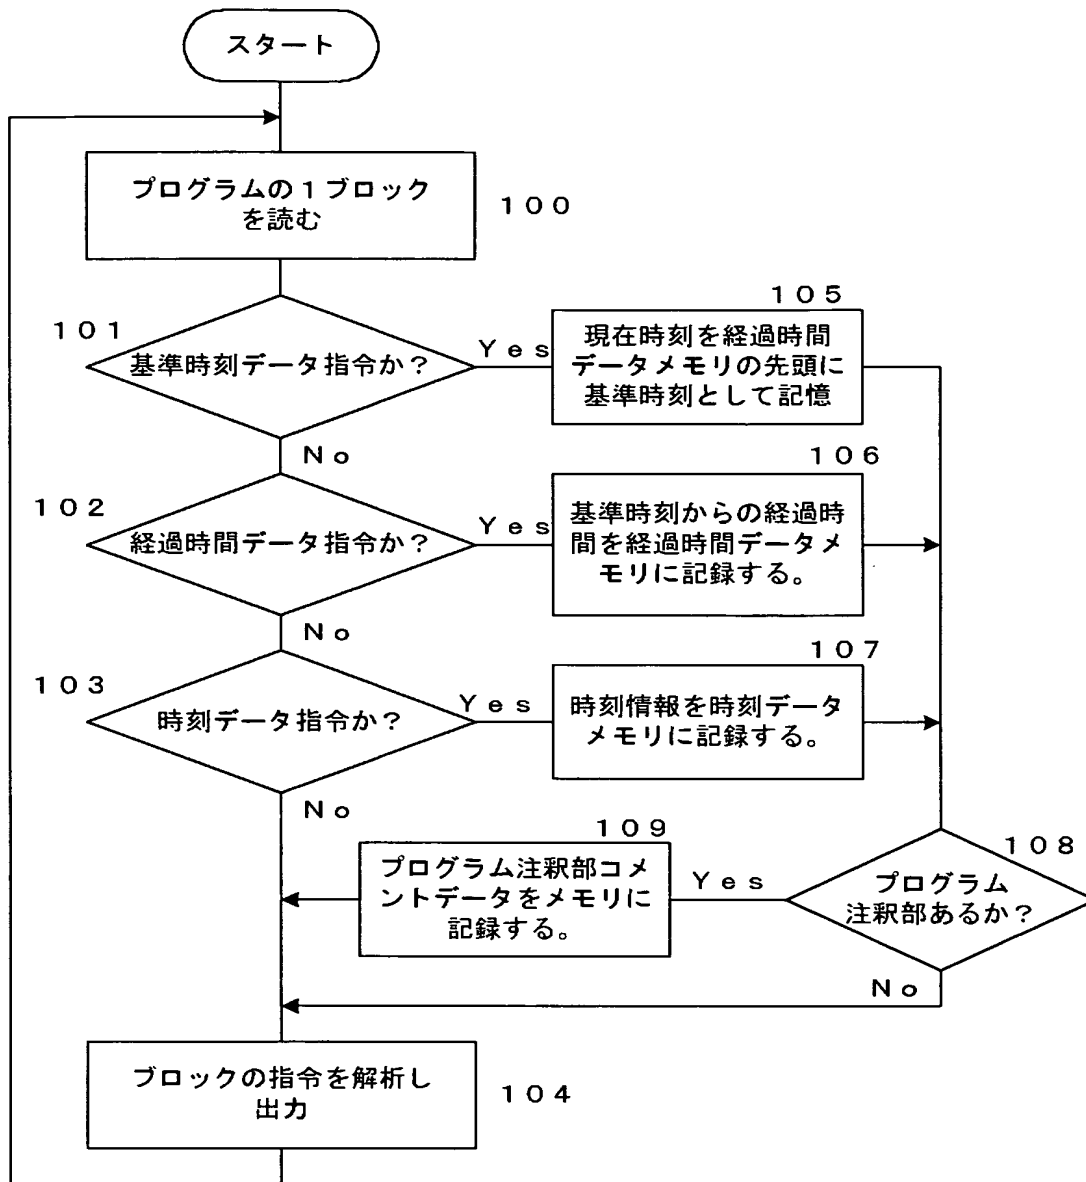 スタート
プログラムの１ブロック
を読む
１００
１０１
基準時刻データ指令か？
Ｙｅｓ
１０５
現在時刻を経過時間
データメモリの先頭に
基準時刻として記憶
Ｎｏ
１０２
経過時間データ指令か？
Ｙｅｓ
１０６
基準時刻からの経過時
間を経過時間データメ
モリに記録する。
Ｎｏ
１０３
時刻データ指令か？
Ｙｅｓ
１０７
時刻情報を時刻データ
メモリに記録する。
Ｎｏ
１０８
プログラム
注釈部あるか？
Ｙｅｓ
１０９
プログラム注釈部コメ
ントデータをメモリに
記録する。
Ｎｏ
ブロックの指令を解析し
出力
１０４